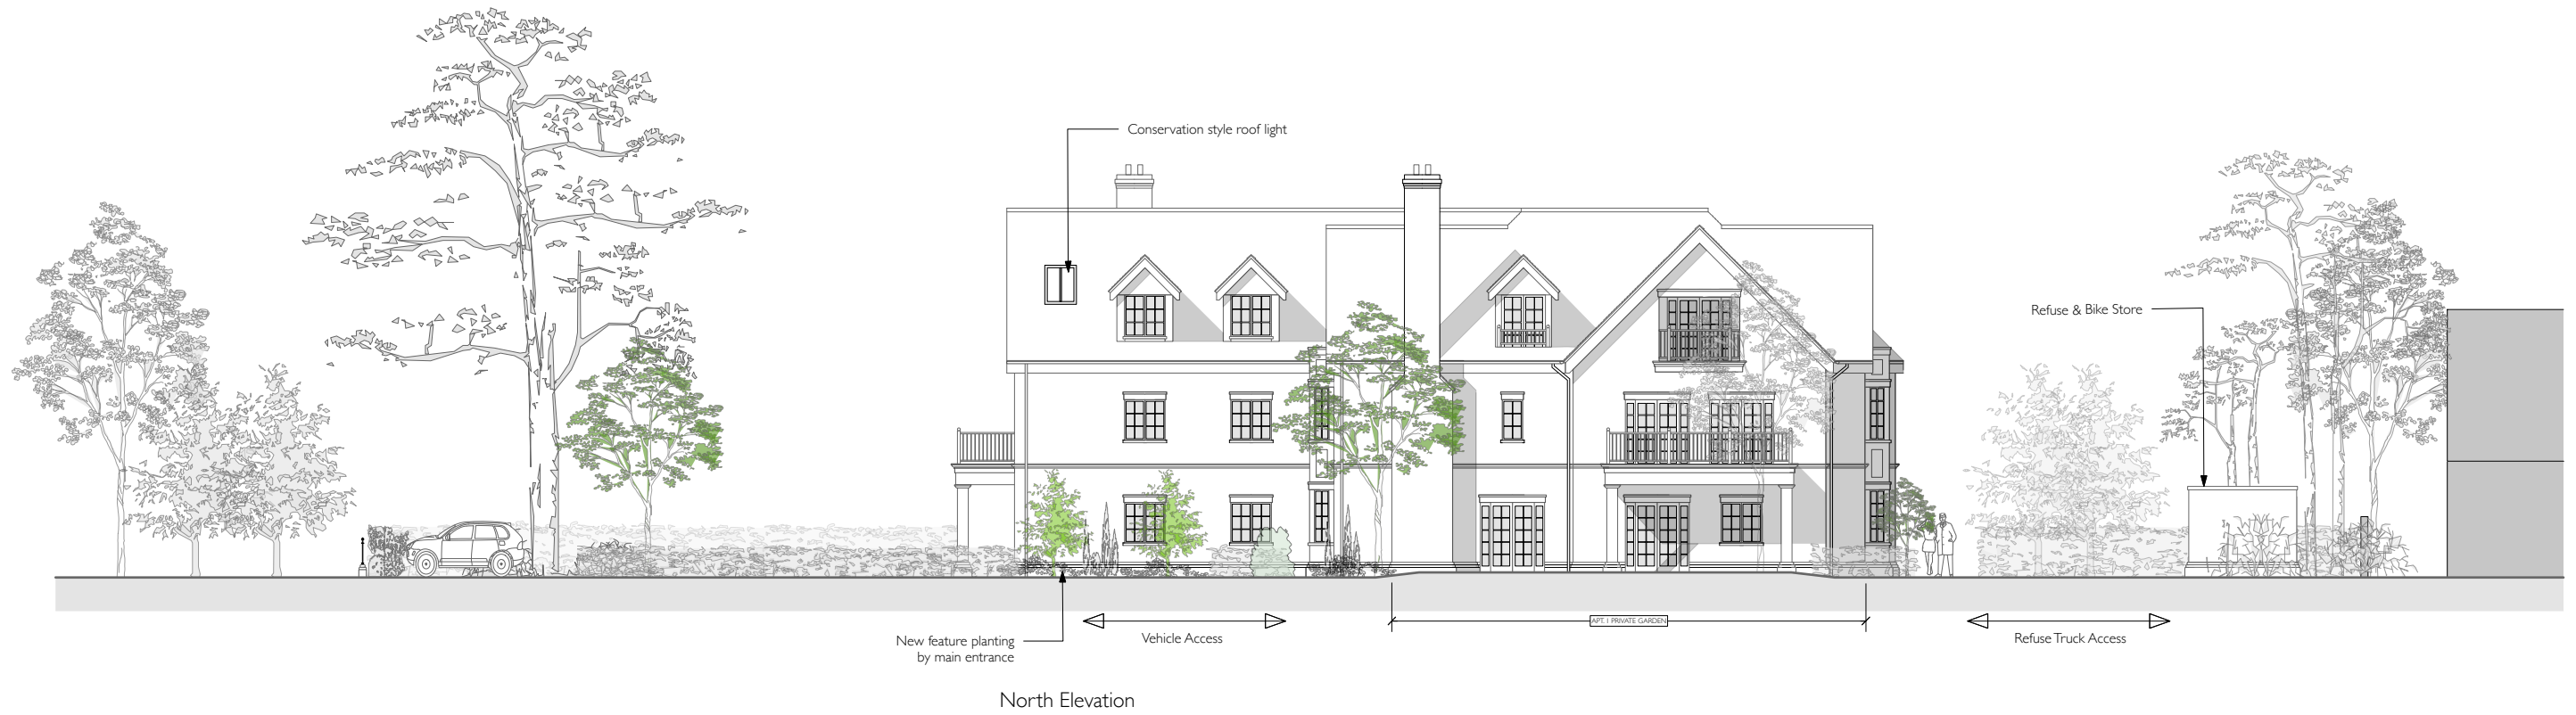 Conservation style roof light
Refuse & Bike Store
APT. 1 PRIVATE GARDEN
New feature planting
by main entrance
Vehicle Access
Refuse Truck Access
North Elevation